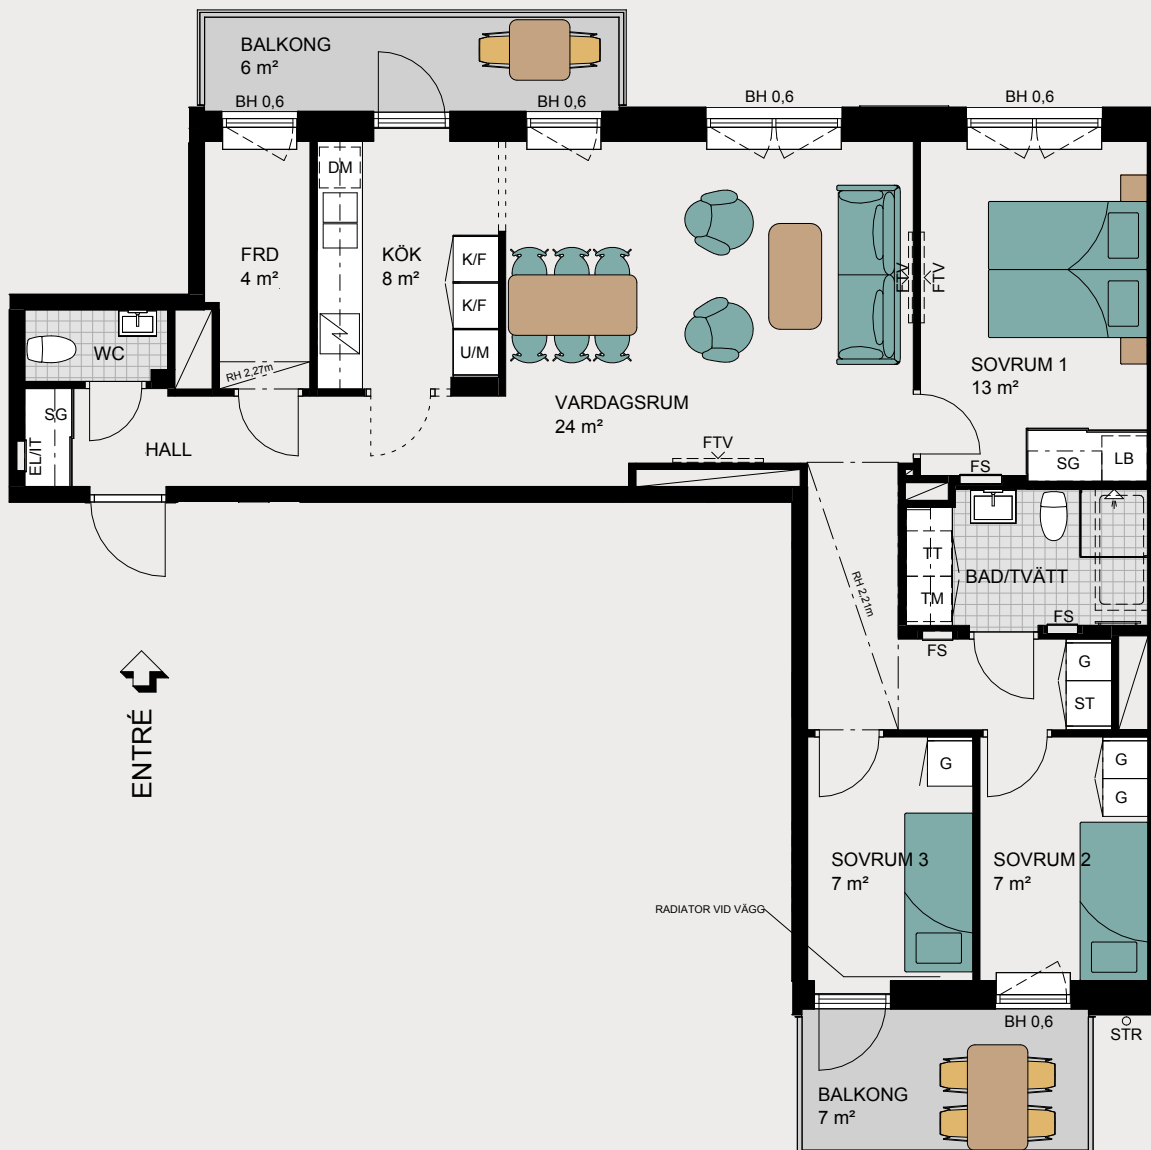 BALKONG
6 m²
BH 0,6
BH 0,6
BH 0,6
BH 0,6
DM
FRD
4 m²
KÖK
8 m²
K/F
K/F
U/M
FTV
FTV
WC
RH 2,27m
SOVRUM 1
13 m²
VARDAGSRUM
24 m²
SG
EL/IT
HALL
FTV
FS
SG
LB
TT
TM
BAD/TVÄTT
RH 2,21m
FS
FS
G
ST
ENTRÉ
G
G
G
SOVRUM 3
7 m²
SOVRUM 2
7 m²
RADIATOR VID VÄGG
BH 0,6
STR
BALKONG
7 m²